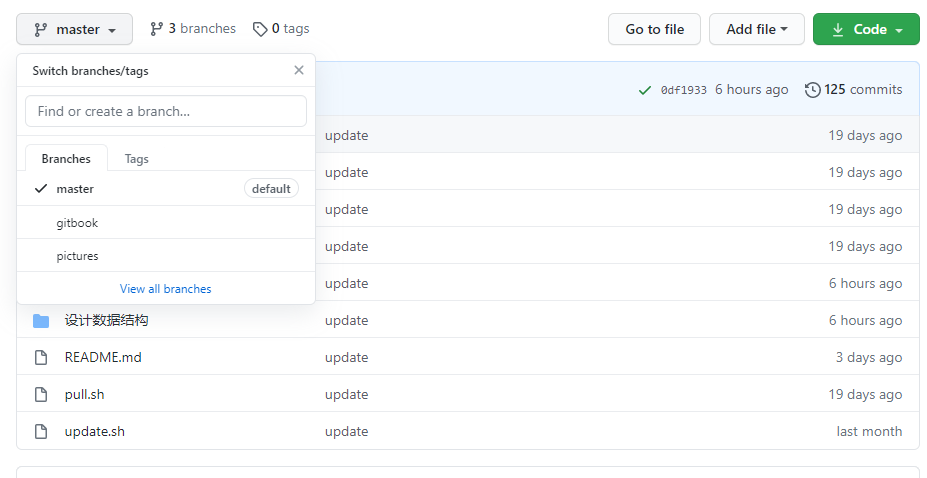 master 3 branches 0 tags Go to file Add file Code
Switch branches/tags
0df1933 6 hours ago 125 commits
Find or create a branch...
update 19 days ago
Branches Tags
update 19 days ago
master default
update 19 days ago
gitbook
update 19 days ago
pictures
update 6 hours ago
View all branches
设计数据结构 update 6 hours ago
README.md update 3 days ago
pull.sh update 19 days ago
update.sh update last month